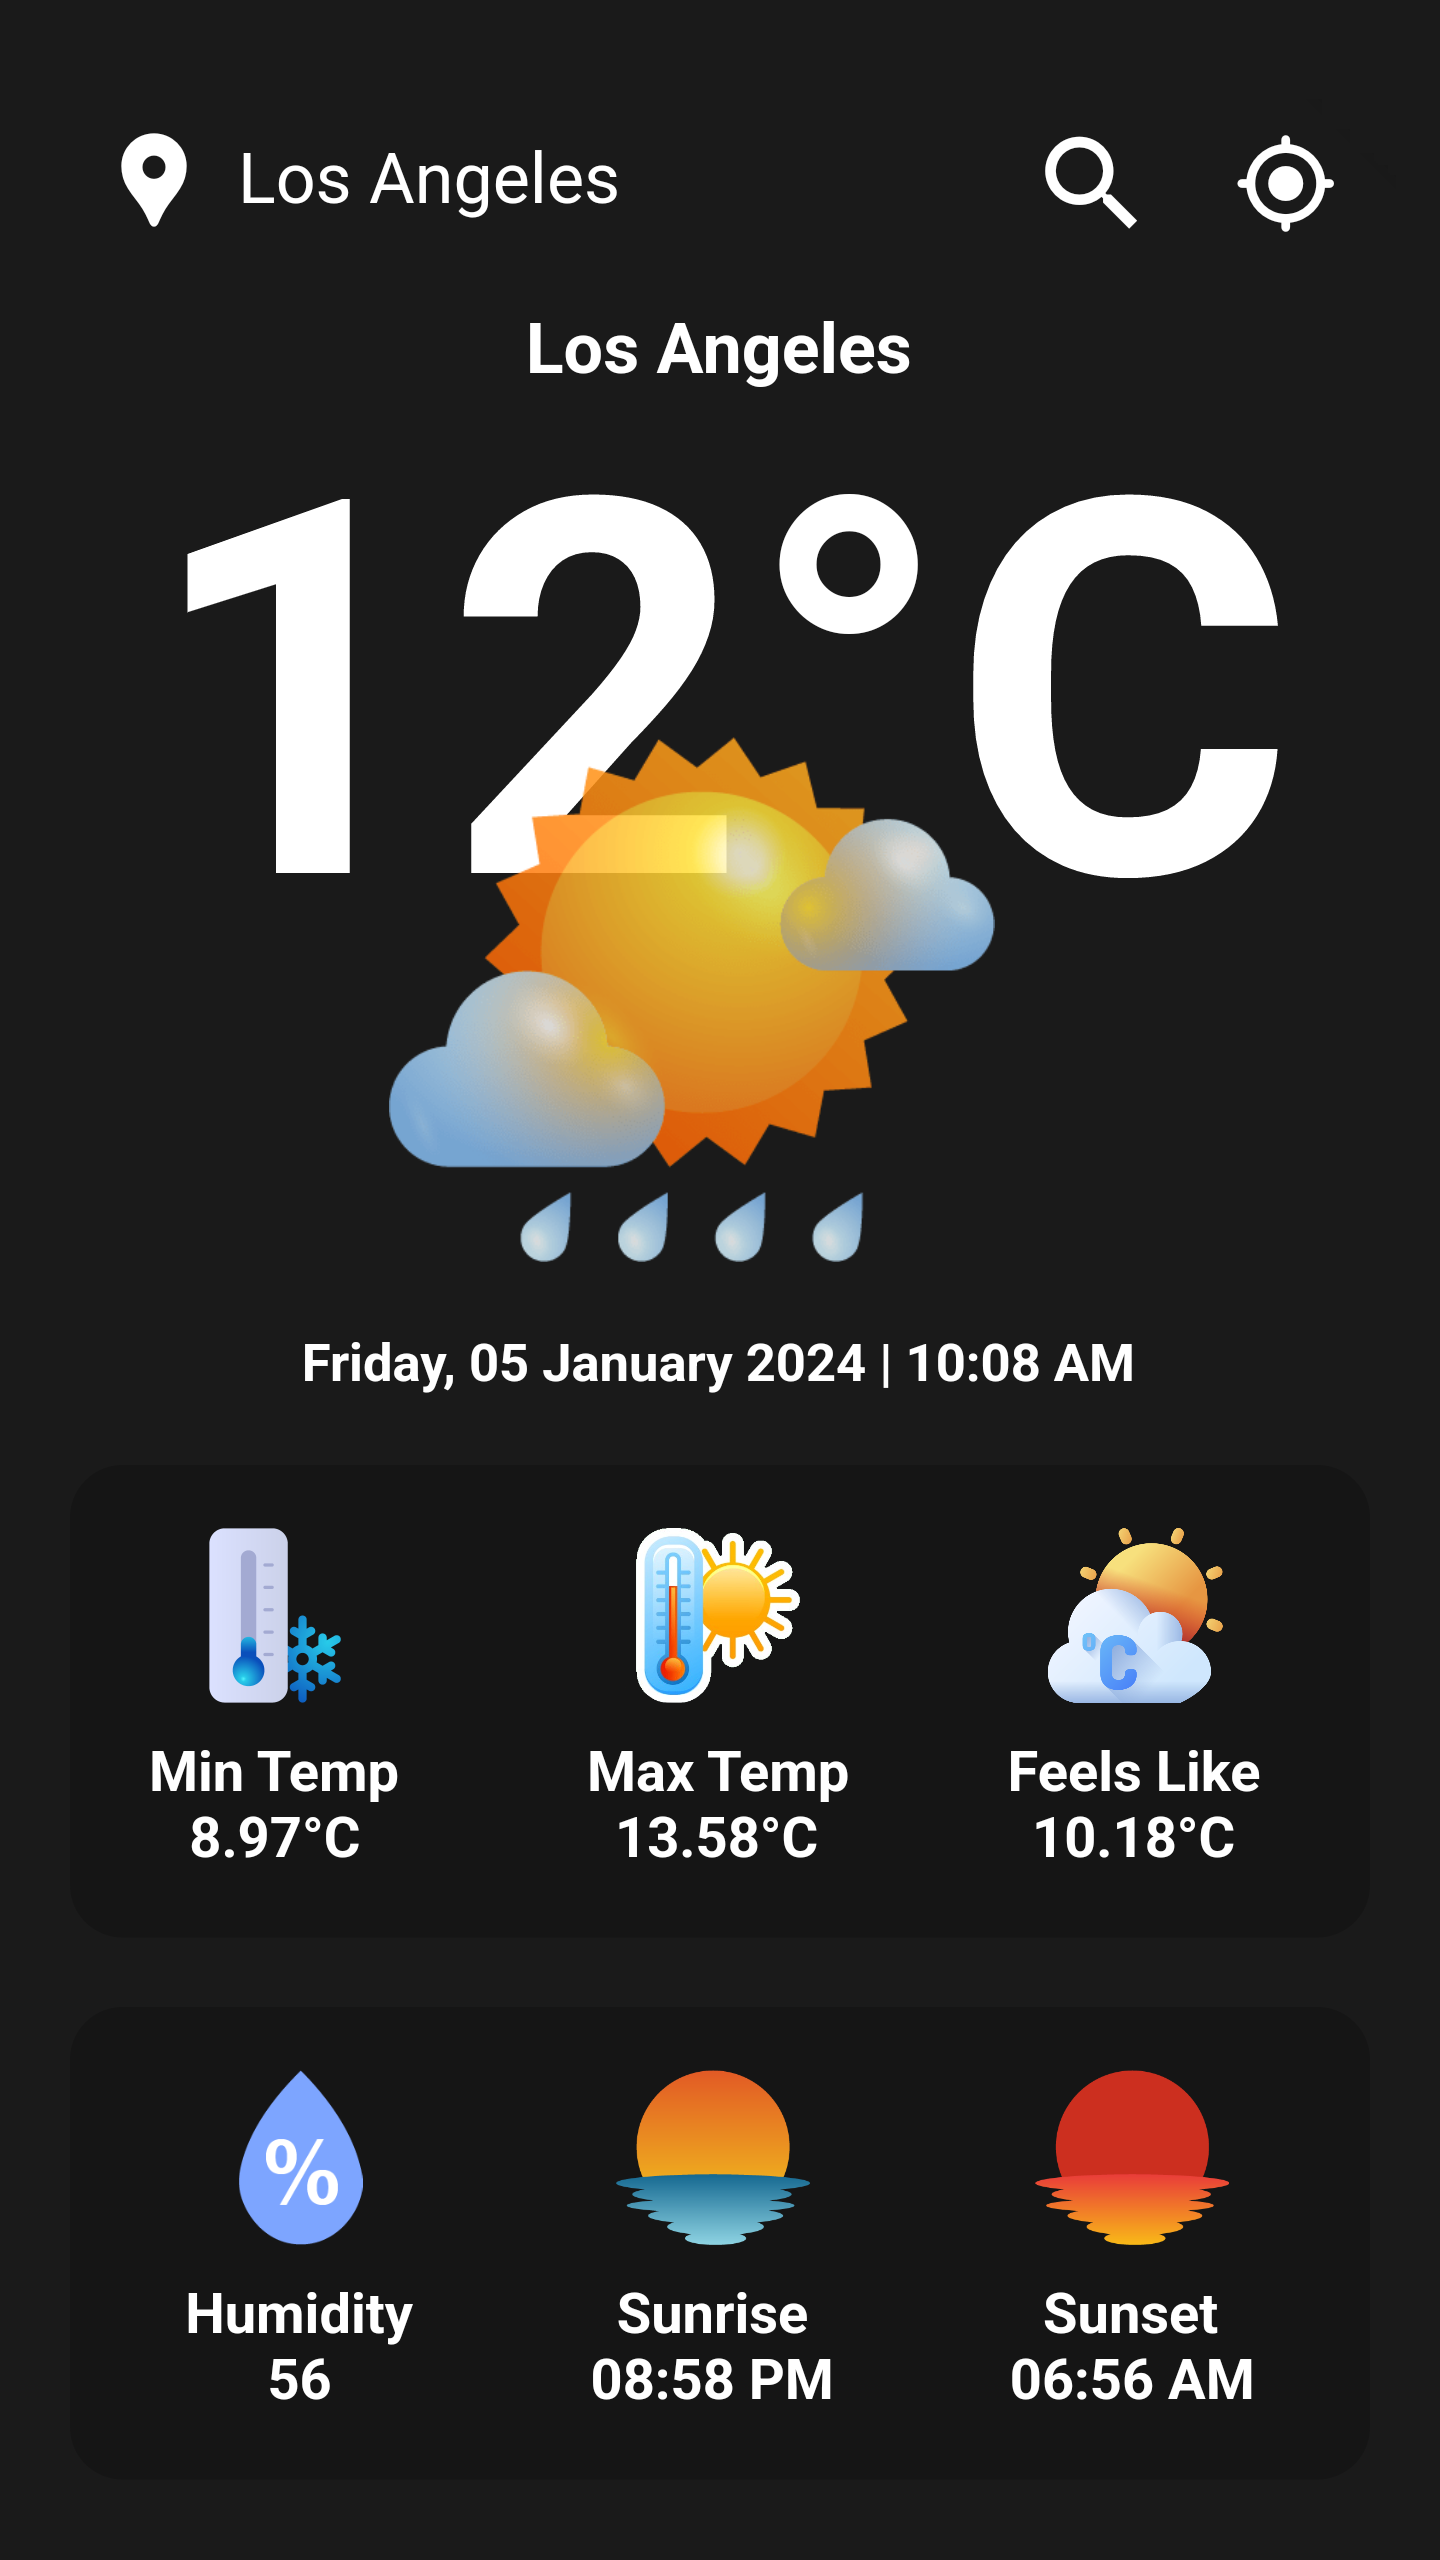 Los Angeles
Los Angeles
12°C
Friday, 05 January 2024 | 10:08 AM
°C
Min Temp
8.97°C
Max Temp
13.58°C
Feels Like
10.18°C
%
Humidity
56
Sunrise
08:58 PM
Sunset
06:56 AM